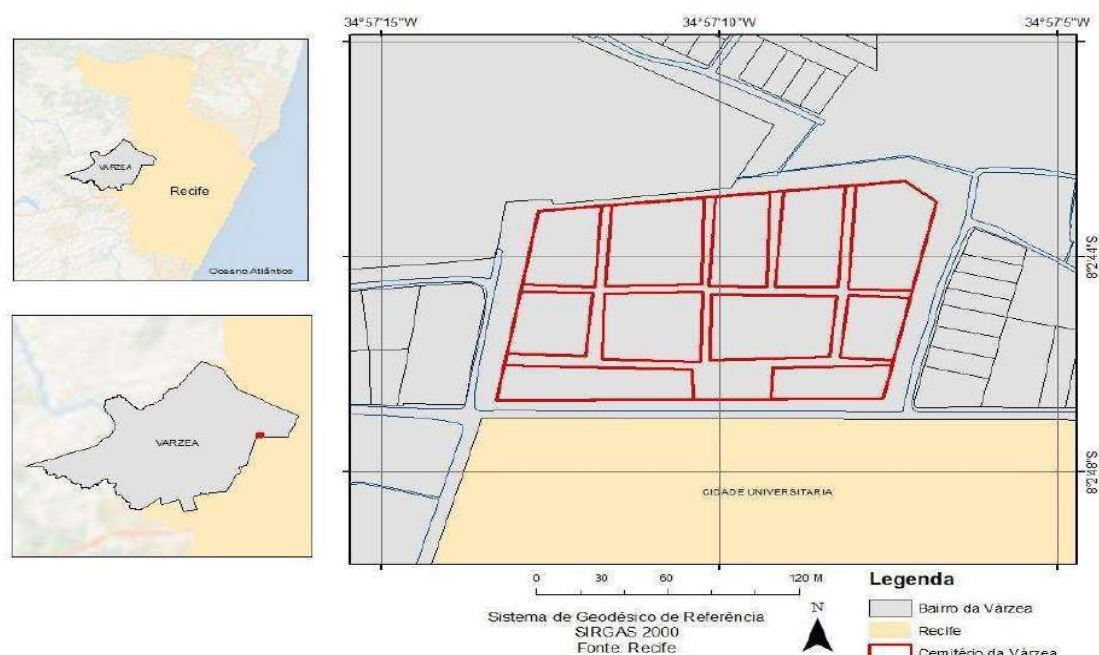 34°57'15"W 34°57'10"W 34°57'5"W
VARZEA
Recife
Oceano Atlântico
8°2'44"S
VARZEA
CIDADE UNIVERSITARIA
8°2'48"S
0 30 60 120 M
Sistema de Geodésico de Referência
SIRGAS 2000
Fonte: Recife
N
Legenda
Bairro da Várzea
Recife
Cemitério da Várzea